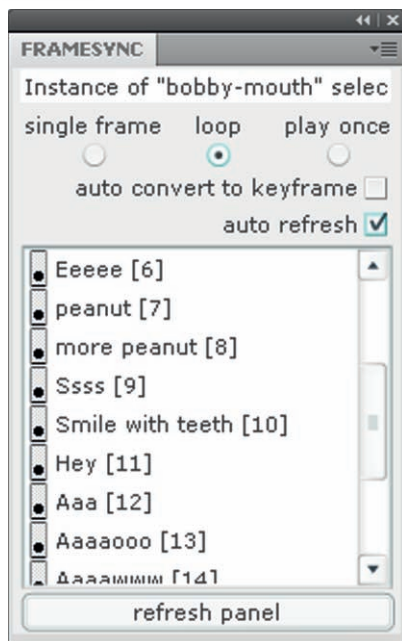 FRAMESYNC
Instance of "bobby-mouth" selec
single frame loop play once
auto convert to keyframe
auto refresh
Eeeee [6]
peanut [7]
more peanut [8]
Ssss [9]
Smile with teeth [10]
Hey [11]
Aaa [12]
Aaaaooo [13]
Aaaawww [14]
refresh panel